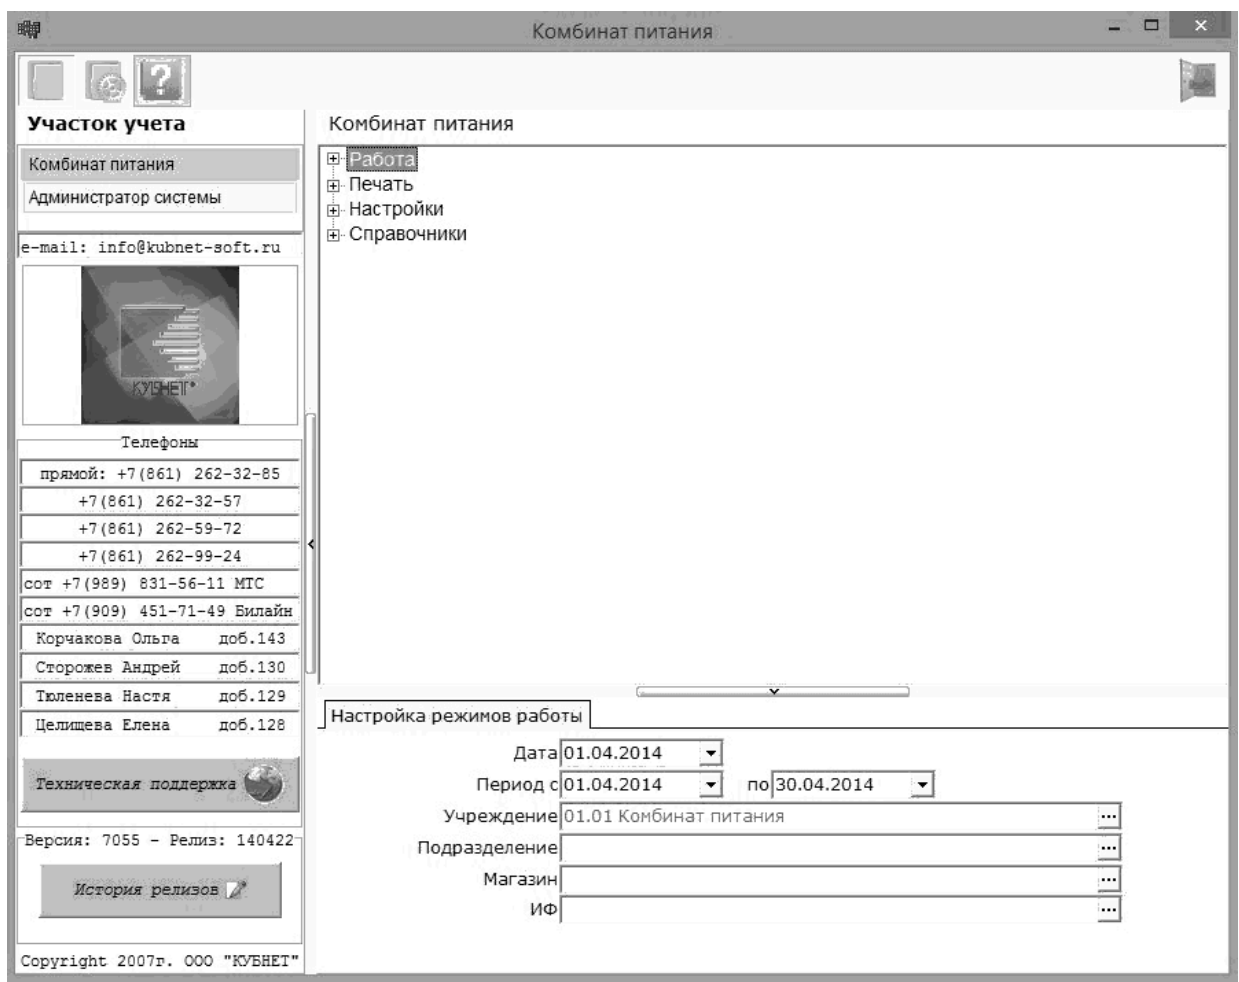 Комбинат питания
Участок учета
Комбинат питания
Администратор системы
e-mail: info@kubnet-soft.ru
КУБНЕТ®
Телефоны
прямой: +7(861) 262-32-85
+7(861) 262-32-57
+7(861) 262-59-72
+7(861) 262-99-24
сот +7(989) 831-56-11 МТС
сот +7(909) 451-71-49 Билайн
Корчакова Ольга доб.143
Сторожев Андрей доб.130
Тюленева Настя доб.129
Целищева Елена доб.128
Техническая поддержка
Версия: 7055 - Релиз: 140422
История релизов
Copyright 2007г. ООО "КУБНЕТ"
Комбинат питания
Работа
Печать
Настройки
Справочники
Настройка режимов работы
Дата 01.04.2014
Период с 01.04.2014 по 30.04.2014
Учреждение 01.01 Комбинат питания ...
Подразделение ...
Магазин ...
ИФ ...